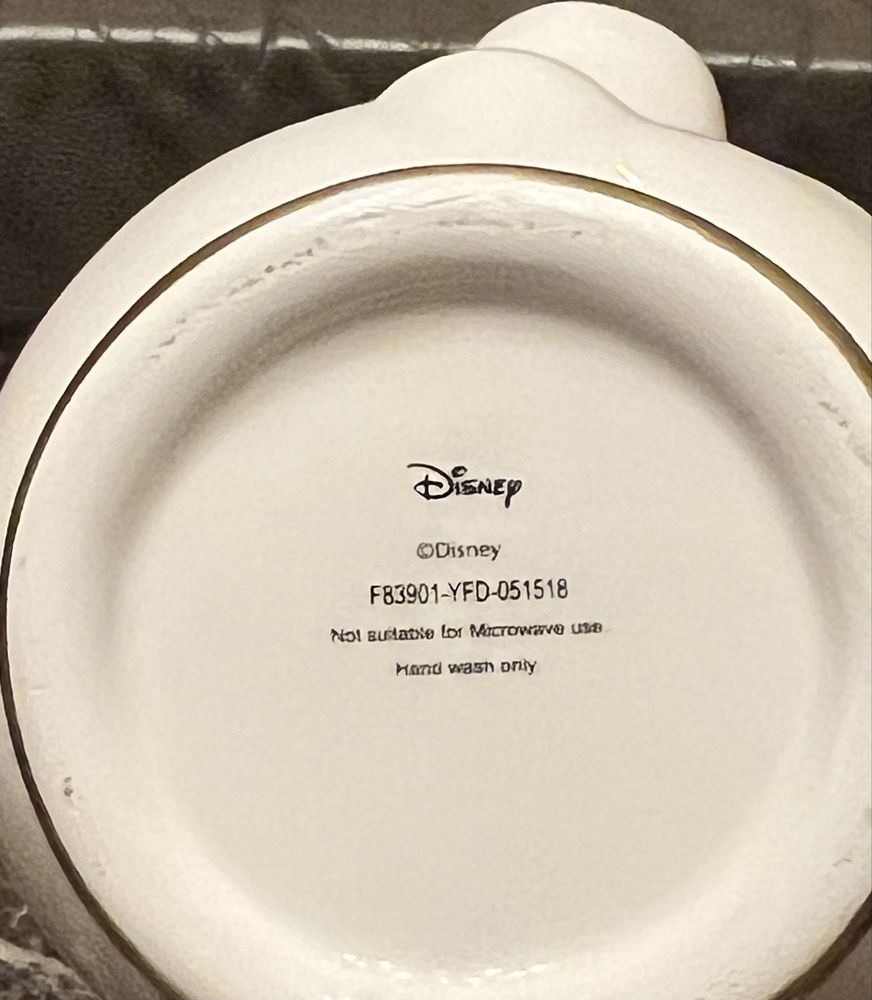 Disney
©Disney
F83901-YFD-051518
Not suitable for Microwave use
Hand wash only